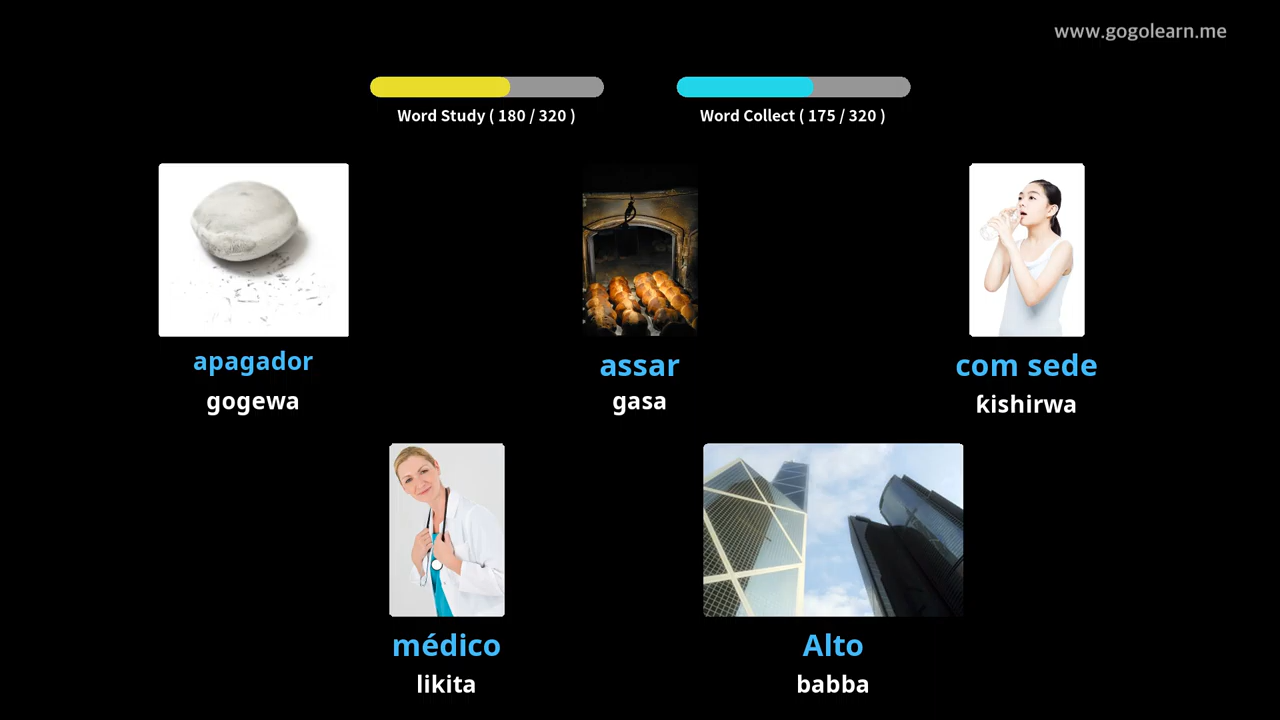 www.gogolearn.me
Word Study ( 180 / 320 )
Word Collect ( 175 / 320 )
apagador
gogewa
assar
gasa
com sede
ƙishirwa
médico
likita
Alto
babba